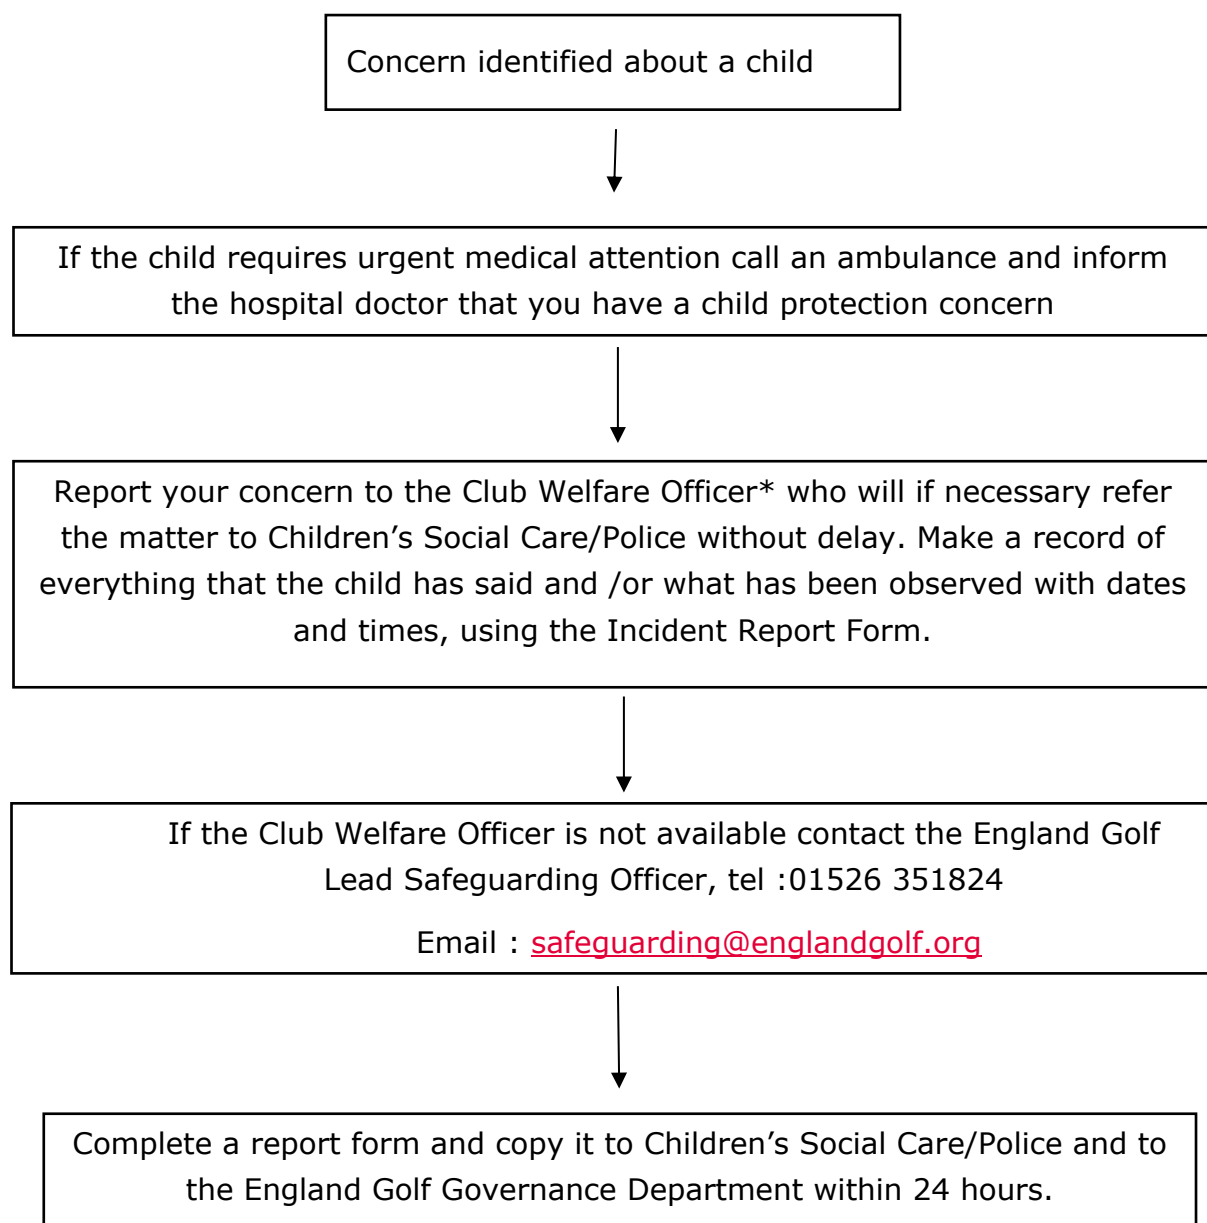 Concern identified about a child
If the child requires urgent medical attention call an ambulance and inform
the hospital doctor that you have a child protection concern
Report your concern to the Club Welfare Officer* who will if necessary refer
the matter to Children’s Social Care/Police without delay. Make a record of
everything that the child has said and /or what has been observed with dates
and times, using the Incident Report Form.
If the Club Welfare Officer is not available contact the England Golf
Lead Safeguarding Officer, tel :01526 351824
Email : safeguarding@englandgolf.org
Complete a report form and copy it to Children’s Social Care/Police and to
the England Golf Governance Department within 24 hours.